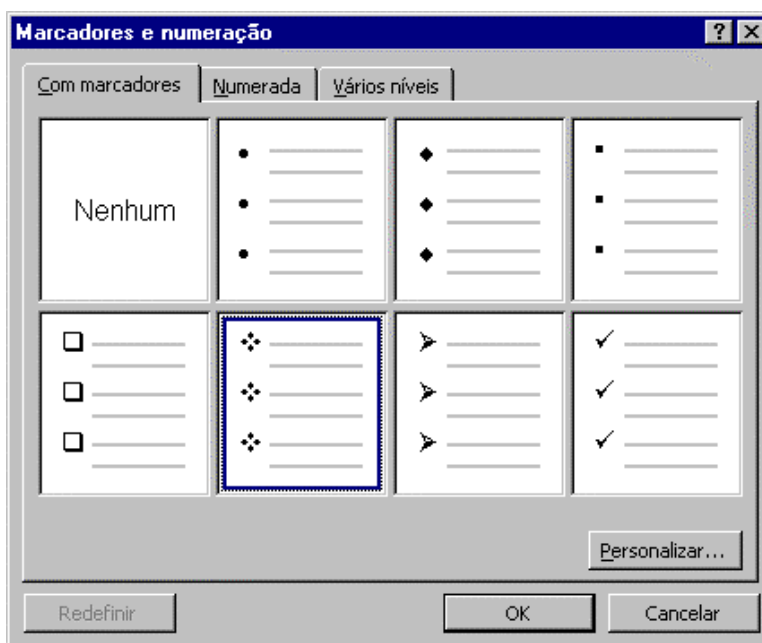 Marcadores e numeração
Com marcadores Numerada Vários níveis
Nenhum
Personalizar...
Redefinir OK Cancelar